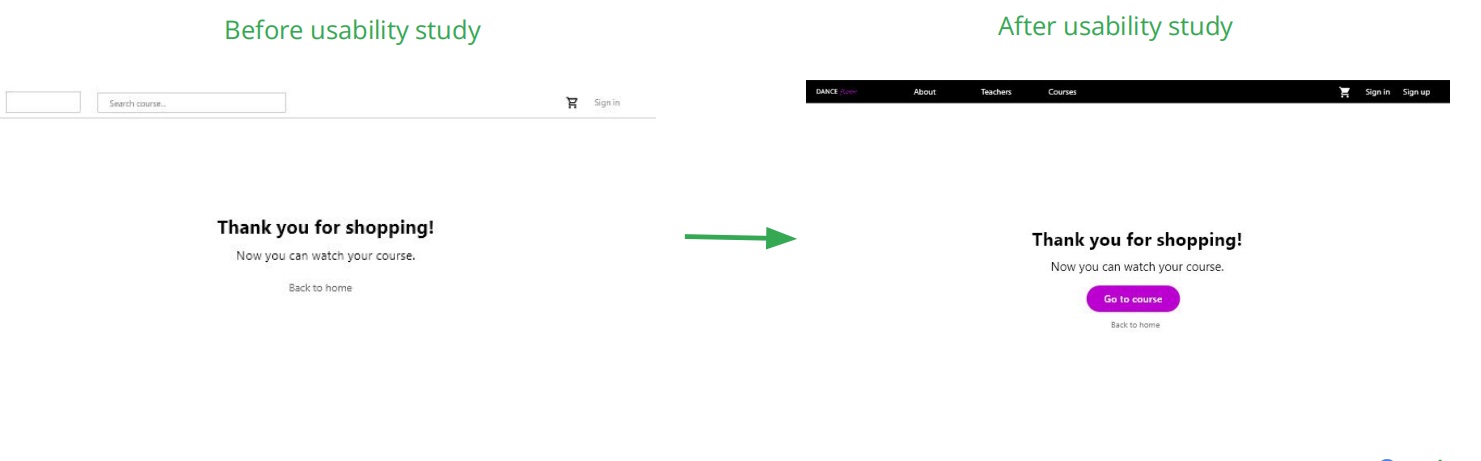 Before usability study
After usability study
Search course...
Sign in
Thank you for shopping!
Now you can watch your course.
Back to home
DANCE
About
Teachers
Courses
Sign in
Sign up
Thank you for shopping!
Now you can watch your course.
Go to course
Back to home